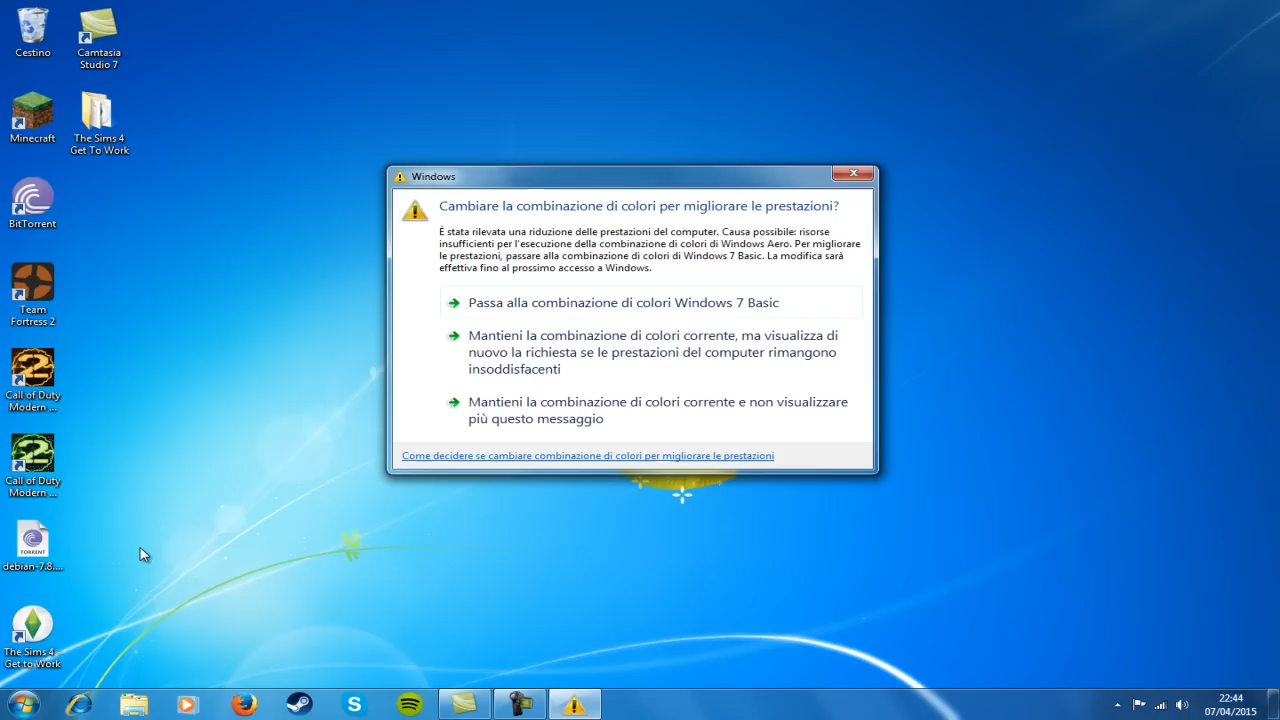 Cestino
Camtasia
Studio 7
Minecraft
The Sims 4
Get To Work
BitTorrent
Team
Fortress 2
Call of Duty
Modern ...
Call of Duty
Modern ...
TORRENT
debian-7.8....
The Sims 4 -
Get to Work
Windows
Cambiare la combinazione di colori per migliorare le prestazioni?
È stata rilevata una riduzione delle prestazioni del computer. Causa possibile: risorse
insufficienti per l'esecuzione della combinazione di colori di Windows Aero. Per migliorare
le prestazioni, passare alla combinazione di colori di Windows 7 Basic. La modifica sarà
effettiva fino al prossimo accesso a Windows.
Passa alla combinazione di colori Windows 7 Basic
Mantieni la combinazione di colori corrente, ma visualizza di
nuovo la richiesta se le prestazioni del computer rimangono
insoddisfacenti
Mantieni la combinazione di colori corrente e non visualizzare
più questo messaggio
Come decidere se cambiare combinazione di colori per migliorare le prestazioni
22:44
07/04/2015